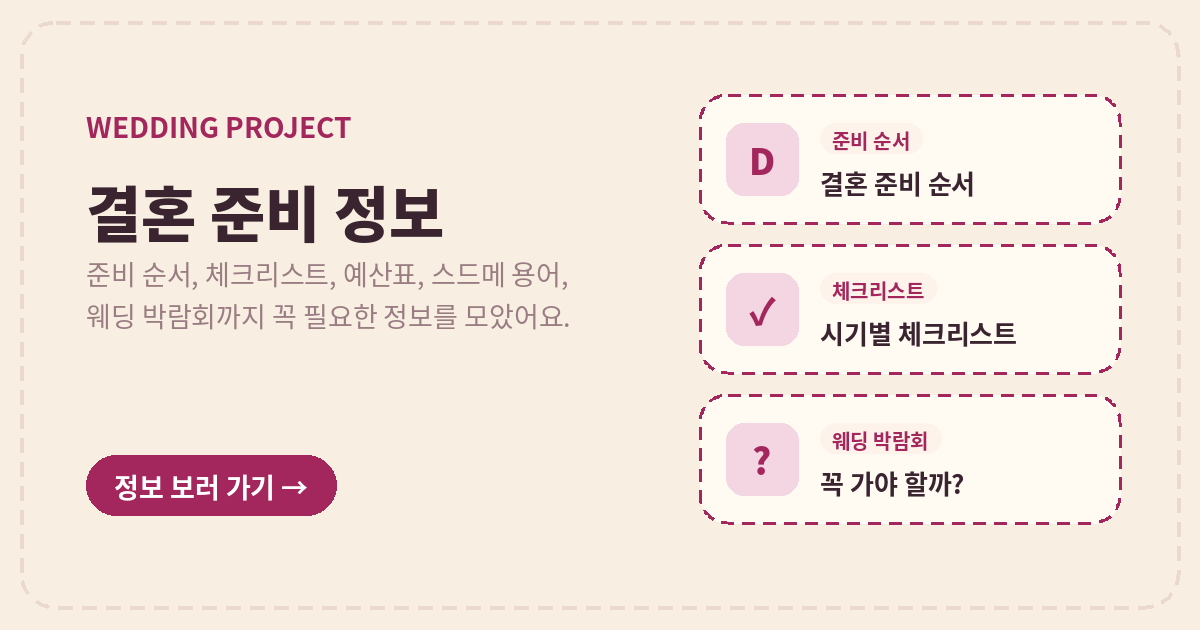 WEDDING PROJECT
결혼 준비 정보
준비 순서, 체크리스트, 예산표, 스드메 용어,
웨딩 박람회까지 꼭 필요한 정보를 모았어요.
정보 보러 가기 →
D
준비 순서
결혼 준비 순서
✓
체크리스트
시기별 체크리스트
?
웨딩 박람회
꼭 가야 할까?